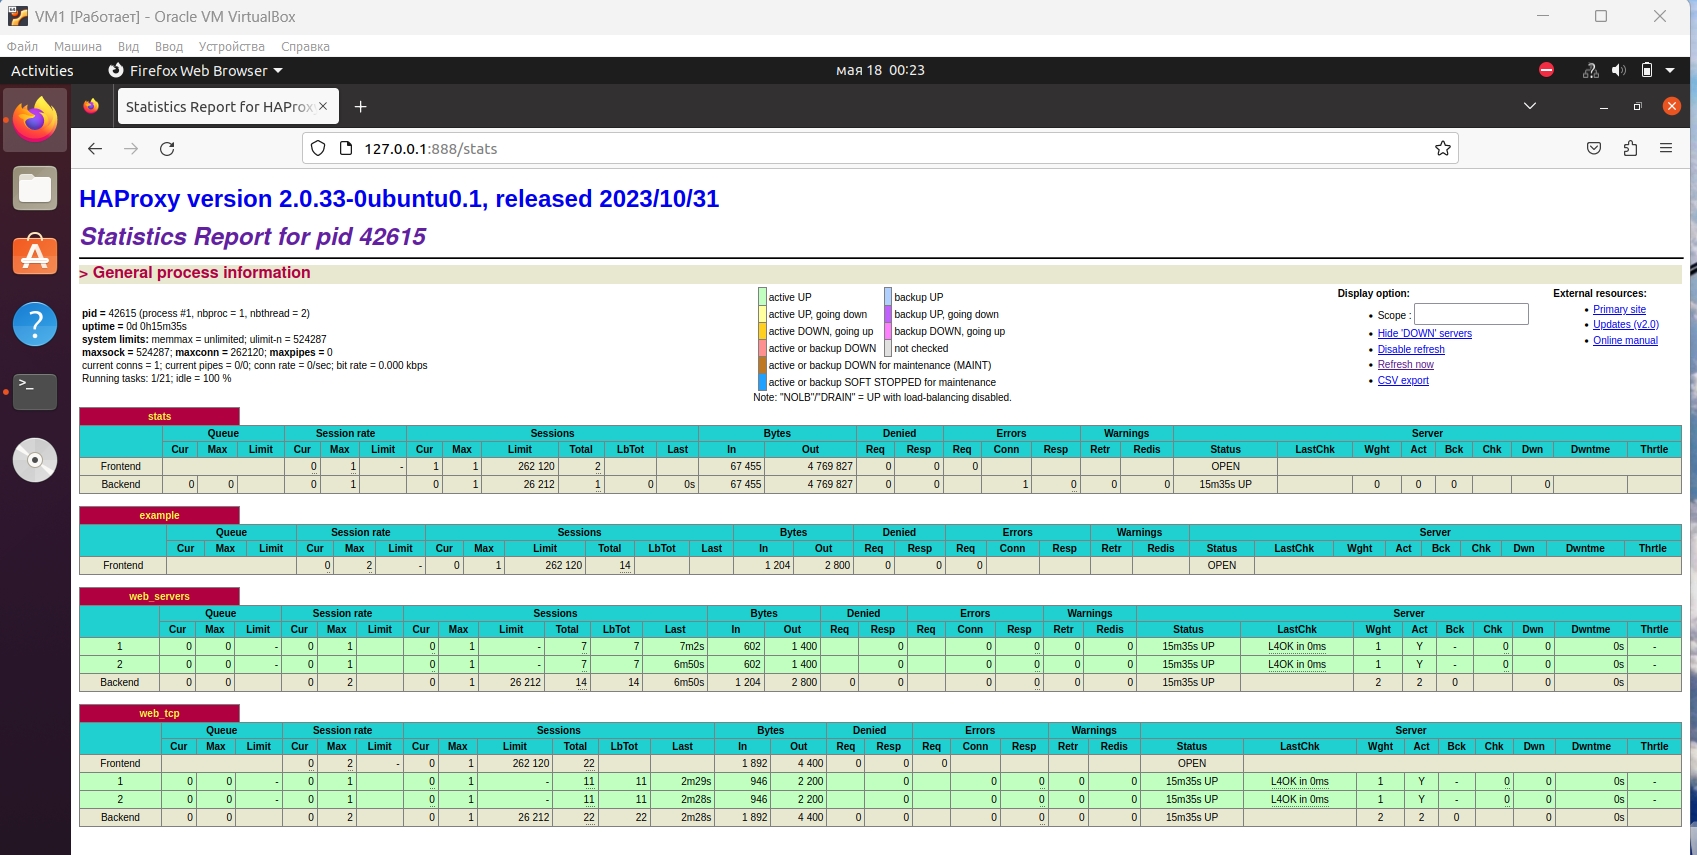 VM1 [Работает] - Oracle VM VirtualBox
Файл Машина Вид Ввод Устройства Справка
Activities Firefox Web Browser мая 18 00:23
Statistics Report for HAProxy
127.0.0.1:888/stats
HAProxy version 2.0.33-0ubuntu0.1, released 2023/10/31
Statistics Report for pid 42615
> General process information
pid = 42615 (process #1, nbproc = 1, nbthread = 2)
uptime = 0d 0h15m35s
system limits: memmax = unlimited; ulimit-n = 524287
maxsock = 524287; maxconn = 262120; maxpipes = 0
current conns = 1; current pipes = 0/0; conn rate = 0/sec; bit rate = 0.000 kbps
Running tasks: 1/21; idle = 100 %
active UP backup UP
active UP, going down backup UP, going down
active DOWN, going up backup DOWN, going up
active or backup DOWN not checked
active or backup DOWN for maintenance (MAINT)
active or backup SOFT STOPPED for maintenance
Note: "NOLB"/"DRAIN" = UP with load-balancing disabled.
Display option:
Scope :
Hide 'DOWN' servers
Disable refresh
Refresh now
CSV export
External resources:
Primary site
Updates (v2.0)
Online manual
stats
Queue Session rate Sessions Bytes Denied Errors Warnings Server
Cur Max Limit Cur Max Limit Cur Max Limit Total LbTot Last In Out Req Resp Req Conn Resp Retr Redis Status LastChk Wght Act Bck Chk Dwn Dwntme Thrtle
Frontend 0 1 - 1 1 262 120 2 67 455 4 769 827 0 0 0 OPEN
Backend 0 0 0 1 0 1 26 212 1 0 0s 67 455 4 769 827 0 0 1 0 0 0 15m35s UP 0 0 0 0
example
Queue Session rate Sessions Bytes Denied Errors Warnings Server
Cur Max Limit Cur Max Limit Cur Max Limit Total LbTot Last In Out Req Resp Req Conn Resp Retr Redis Status LastChk Wght Act Bck Chk Dwn Dwntme Thrtle
Frontend 0 2 - 0 1 262 120 14 1 204 2 800 0 0 0 OPEN
web_servers
Queue Session rate Sessions Bytes Denied Errors Warnings Server
Cur Max Limit Cur Max Limit Cur Max Limit Total LbTot Last In Out Req Resp Req Conn Resp Retr Redis Status LastChk Wght Act Bck Chk Dwn Dwntme Thrtle
1 0 0 - 0 1 0 1 - 7 7 7m2s 602 1 400 0 0 0 0 0 15m35s UP L4OK in 0ms 1 Y - 0 0 0s -
2 0 0 - 0 1 0 1 - 7 7 6m50s 602 1 400 0 0 0 0 0 15m35s UP L4OK in 0ms 1 Y - 0 0 0s -
Backend 0 0 0 2 0 1 26 212 14 14 6m50s 1 204 2 800 0 0 0 0 0 0 15m35s UP 2 2 0 0 0s
web_tcp
Queue Session rate Sessions Bytes Denied Errors Warnings Server
Cur Max Limit Cur Max Limit Cur Max Limit Total LbTot Last In Out Req Resp Req Conn Resp Retr Redis Status LastChk Wght Act Bck Chk Dwn Dwntme Thrtle
Frontend 0 2 - 0 1 262 120 22 1 892 4 400 0 0 0 OPEN
1 0 0 - 0 1 0 1 - 11 11 2m29s 946 2 200 0 0 0 0 0 15m35s UP L4OK in 0ms 1 Y - 0 0 0s -
2 0 0 - 0 1 0 1 - 11 11 2m28s 946 2 200 0 0 0 0 0 15m35s UP L4OK in 0ms 1 Y - 0 0 0s -
Backend 0 0 0 2 0 1 26 212 22 22 2m28s 1 892 4 400 0 0 0 0 0 0 15m35s UP 2 2 0 0 0s